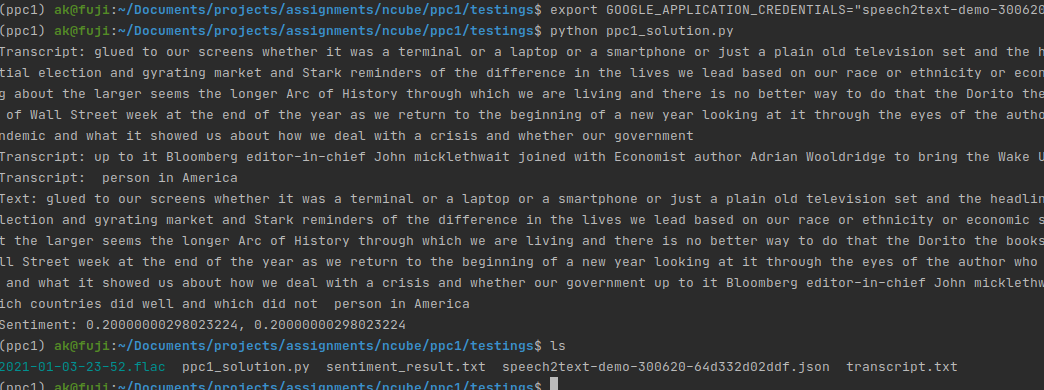 (ppc1) ak@fuji:~/Documents/projects/assignments/ncube/ppc1/testings$ export GOOGLE_APPLICATION_CREDENTIALS="speech2text-demo-300620
(ppc1) ak@fuji:~/Documents/projects/assignments/ncube/ppc1/testings$ python ppc1_solution.py
Transcript: glued to our screens whether it was a terminal or a laptop or a smartphone or just a plain old television set and the h
tial election and gyrating market and Stark reminders of the difference in the lives we lead based on our race or ethnicity or econ
g about the larger seems the longer Arc of History through which we are living and there is no better way to do that the Dorito the
 of Wall Street week at the end of the year as we return to the beginning of a new year looking at it through the eyes of the autho
ndemic and what it showed us about how we deal with a crisis and whether our government
Transcript: up to it Bloomberg editor-in-chief John micklethwait joined with Economist author Adrian Wooldridge to bring the Wake U
Transcript:  person in America
Text: glued to our screens whether it was a terminal or a laptop or a smartphone or just a plain old television set and the headlin
lection and gyrating market and Stark reminders of the difference in the lives we lead based on our race or ethnicity or economic s
t the larger seems the longer Arc of History through which we are living and there is no better way to do that the Dorito the books
ll Street week at the end of the year as we return to the beginning of a new year looking at it through the eyes of the author who
 and what it showed us about how we deal with a crisis and whether our government up to it Bloomberg editor-in-chief John micklethw
ich countries did well and which did not  person in America
Sentiment: 0.20000000298023224, 0.20000000298023224
(ppc1) ak@fuji:~/Documents/projects/assignments/ncube/ppc1/testings$ ls
2021-01-03-23-52.flac  ppc1_solution.py  sentiment_result.txt  speech2text-demo-300620-64d332d02ddf.json  transcript.txt
(ppc1) ak@fuji:~/Documents/projects/assignments/ncube/ppc1/testings$